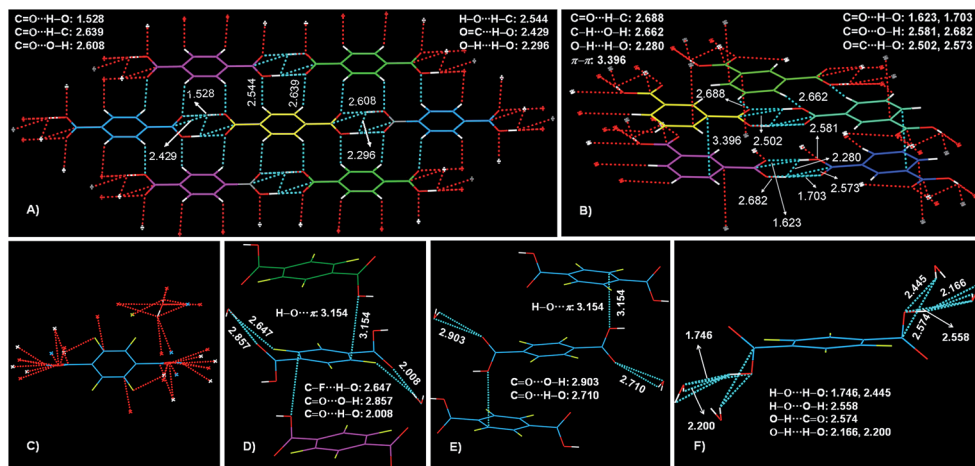 C=O···H–C: 1.528
C=O···H–C: 2.639
C=O···O–H: 2.608
H–O···H–C: 2.544
O=C···H–O: 2.429
O–H···H–O: 2.296
1.528
2.544
2.639
2.608
2.429
2.296
A)
C=O···H–C: 2.688
C–H···O–H: 2.662
O–H···H–O: 2.280
π–π: 3.396
C=O···H–O: 1.623, 1.703
C=O···O–H: 2.581, 2.682
O=C···H–O: 2.502, 2.573
2.688
2.662
2.581
3.396
2.502
2.280
2.682
2.573
1.703
1.623
B)
C)
H–O···π: 3.154
3.154
2.647
2.857
2.008
C–F···H–O: 2.647
C=O···O–H: 2.857
C=O···H–O: 2.008
D)
H–O···π: 3.154
3.154
2.903
2.710
C=O···O–H: 2.903
C=O···H–O: 2.710
E)
2.445
2.166
2.574
2.558
1.746
2.200
H–O···H–O: 1.746, 2.445
H–O···O–H: 2.558
O–H···C=O: 2.574
O–H···H–O: 2.166, 2.200
F)